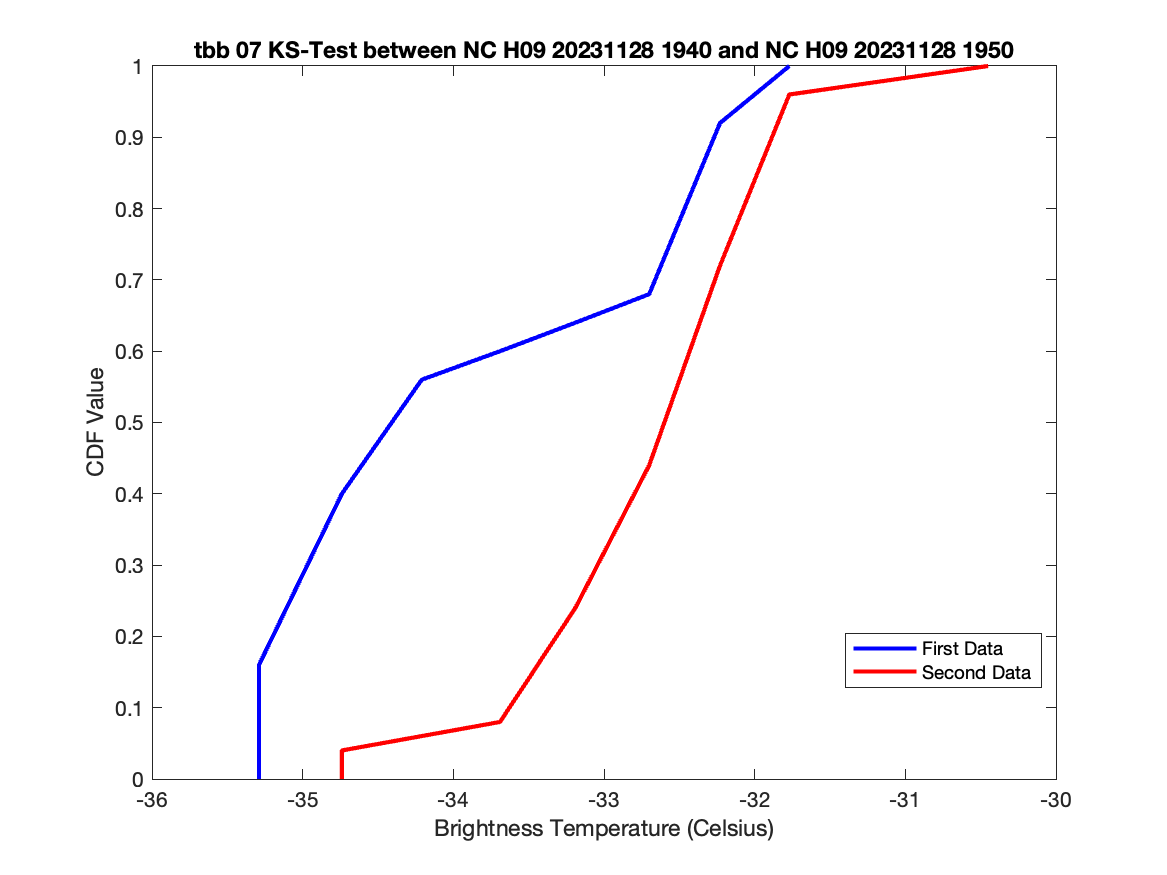 tbb 07 KS-Test between NC H09 20231128 1940 and NC H09 20231128 1950
1
0.9
0.8
0.7
0.6
0.5
0.4
0.3
0.2
0.1
0
CDF Value
First Data
Second Data
-36 -35 -34 -33 -32 -31 -30
Brightness Temperature (Celsius)